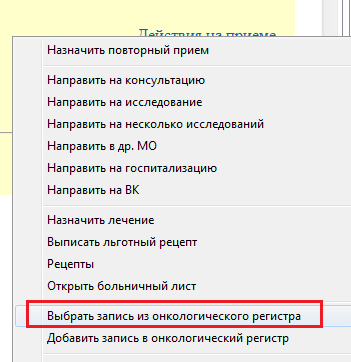 Действия на приеме
Назначить повторный прием
Направить на консультацию
Направить на исследование
Направить на несколько исследований
Направить в др. МО
Направить на госпитализацию
Направить на ВК
Назначить лечение
Выписать льготный рецепт
Рецепты
Открыть больничный лист
Выбрать запись из онкологического регистра
Добавить запись в онкологический регистр